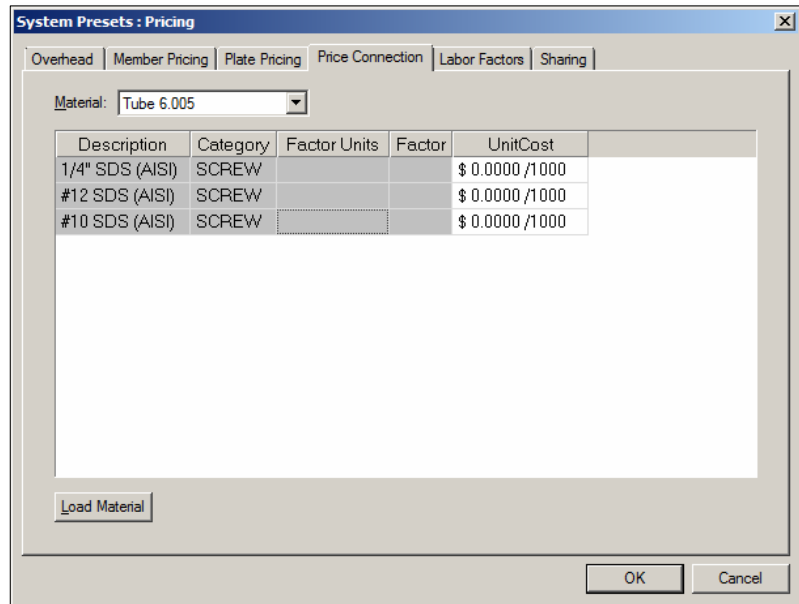 System Presets : Pricing
Overhead Member Pricing Plate Pricing Price Connection Labor Factors Sharing
Material: Tube 6.005
Description Category Factor Units Factor UnitCost
1/4" SDS (AISI) SCREW $ 0.0000 /1000
#12 SDS (AISI) SCREW $ 0.0000 /1000
#10 SDS (AISI) SCREW $ 0.0000 /1000
Load Material
OK Cancel